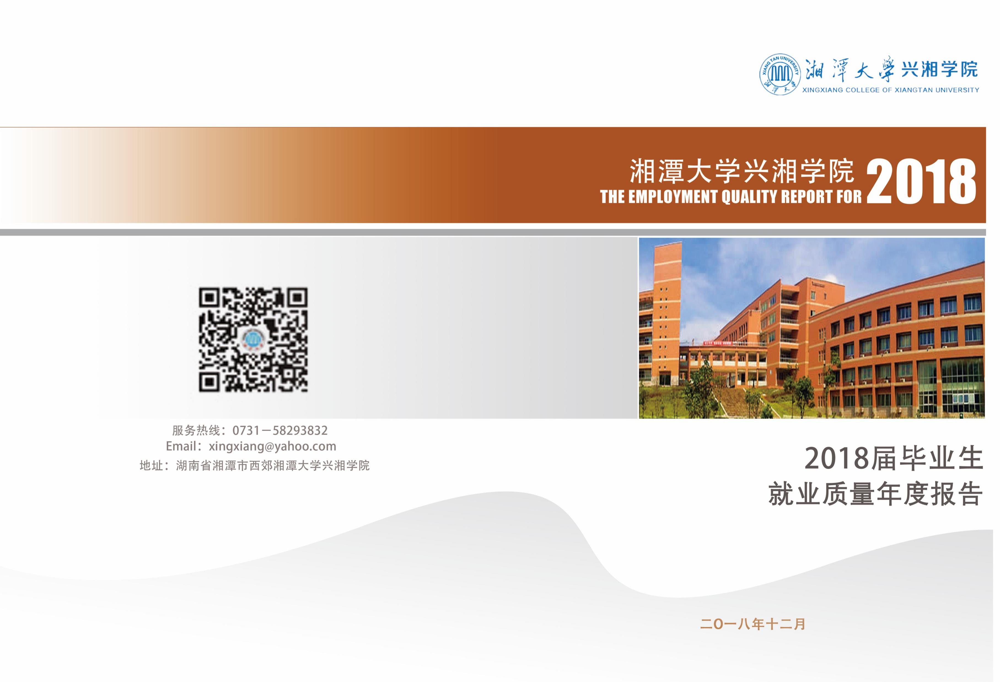 XIANG TAN UNIVERSITY
湘潭大学
湘潭大学兴湘学院
XINGXIANG COLLEGE OF XIANGTAN UNIVERSITY
湘潭大学兴湘学院 2018
THE EMPLOYMENT QUALITY REPORT FOR
服务热线：0731－58293832
Email：xingxiang@yahoo.com
地址：湖南省湘潭市西郊湘潭大学兴湘学院
2018届毕业生
就业质量年度报告
二〇一八年十二月